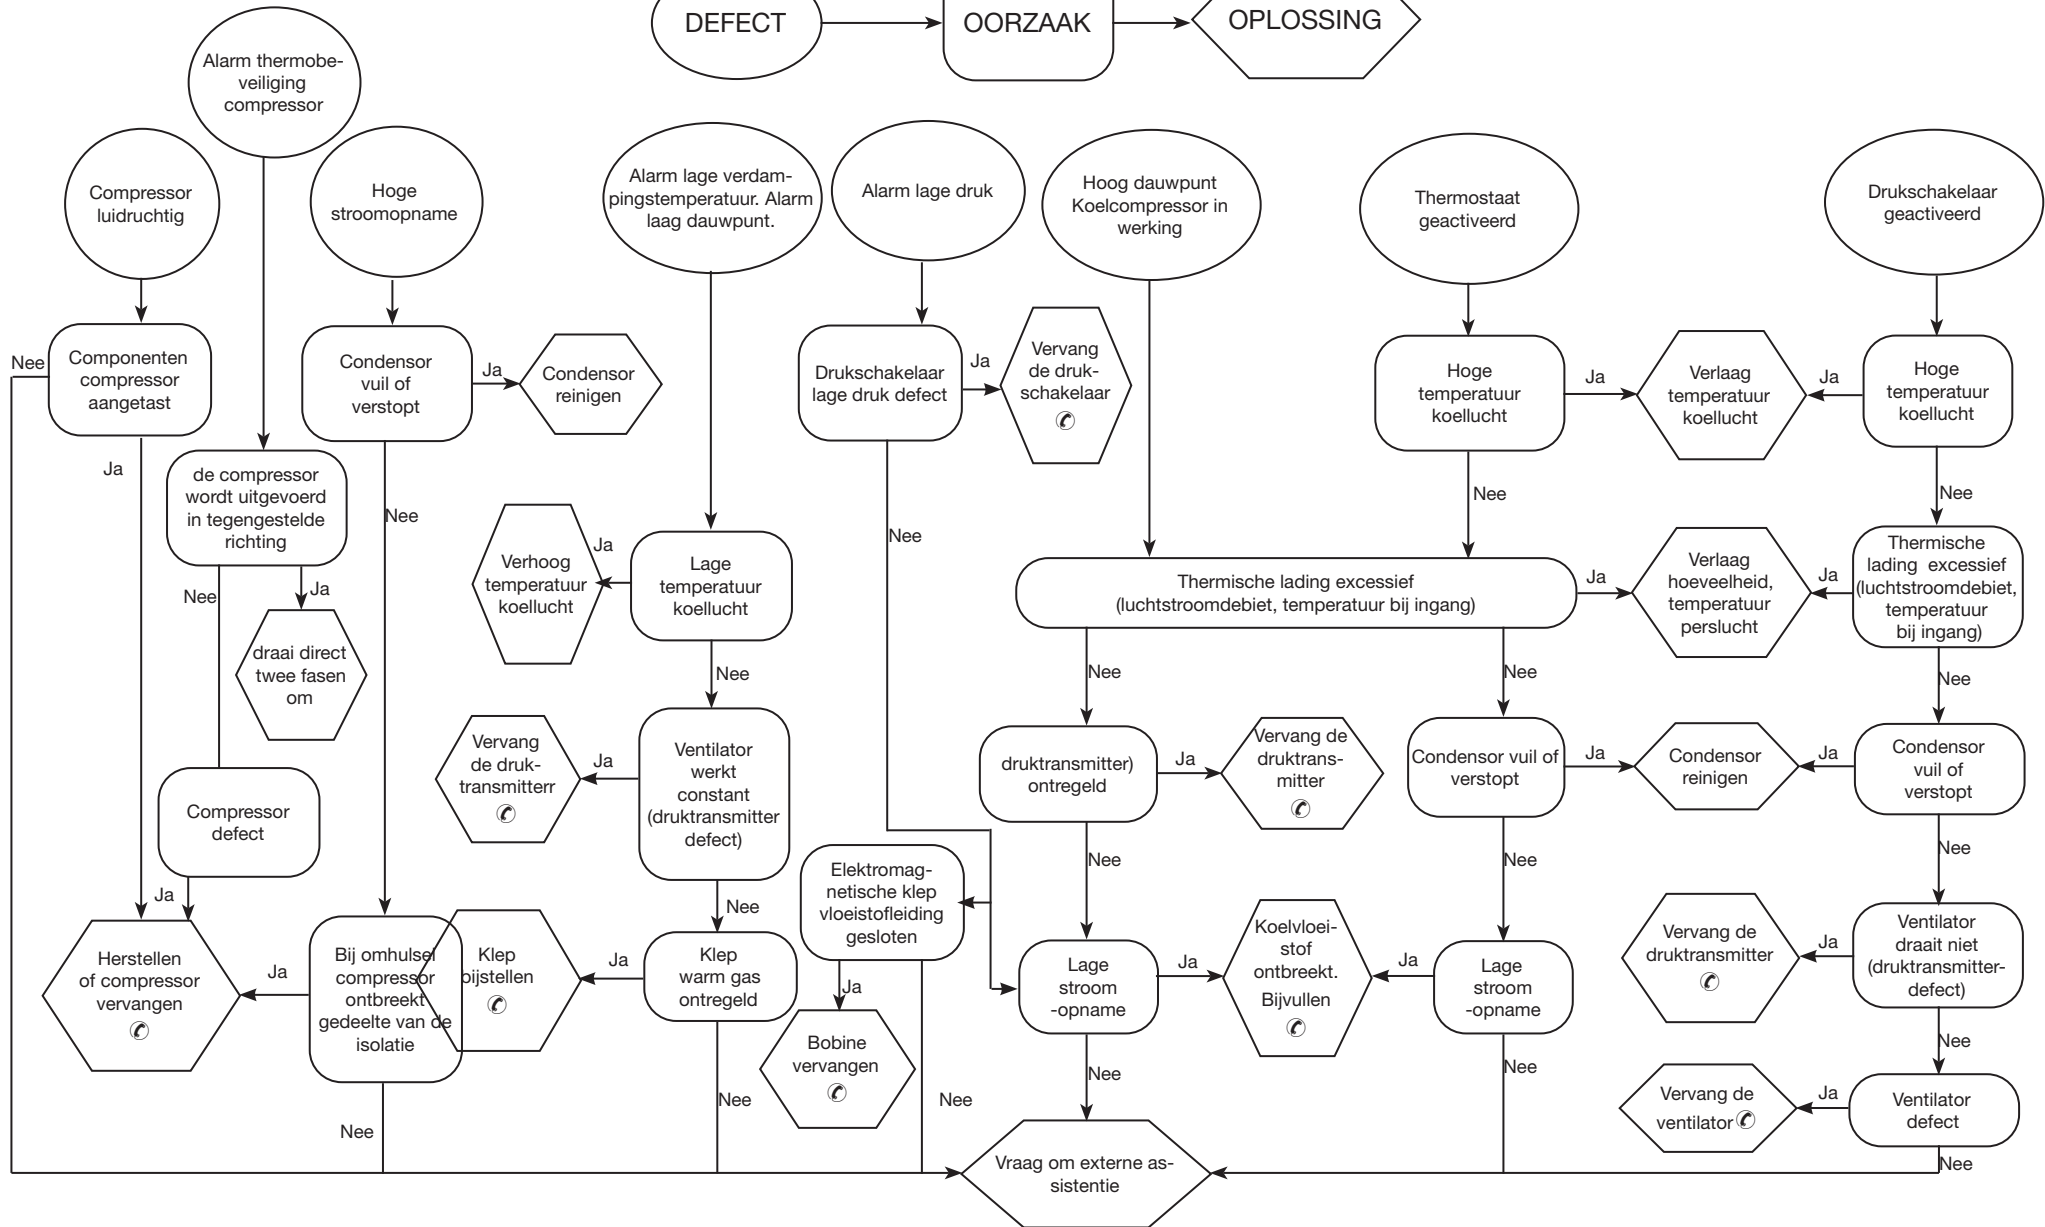 DEFECT
OORZAAK
OPLOSSING
Alarm thermobe-
veiliging
compressor
Compressor
luidruchtig
Hoge
stroomopname
Alarm lage verdam-
pingstemperatuur. Alarm
laag dauwpunt.
Alarm lage druk
Hoog dauwpunt
Koelcompressor in
werking
Thermostaat
geactiveerd
Drukschakelaar
geactiveerd
Nee
Componenten
compressor
aangetast
Ja
Condensor
vuil of
verstopt
Ja
Condensor
reinigen
Nee
Drukschakelaar
lage druk defect
Ja
Vervang
de druk-
schakelaar
✆
Nee
Hoge
temperatuur
koellucht
Ja
Verlaag
temperatuur
koellucht
Ja
Hoge
temperatuur
koellucht
Nee
Nee
de compressor
wordt uitgevoerd
in tegengestelde
richting
Nee
Ja
draai direct
twee fasen
om
Verhoog
temperatuur
koellucht
Ja
Lage
temperatuur
koellucht
Nee
Thermische lading excessief
(luchtstroomdebiet, temperatuur bij ingang)
Ja
Verlaag
hoeveelheid,
temperatuur
perslucht
Ja
Thermische
lading excessief
(luchtstroomdebiet,
temperatuur
bij ingang)
Nee
Nee
Nee
Vervang
de druk-
transmitterr
✆
Ja
Ventilator
werkt
constant
(druktransmitter
defect)
Nee
druktransmitter)
ontregeld
Ja
Vervang de
druktrans-
mitter
✆
Nee
Condensor vuil of
verstopt
Ja
Condensor
reinigen
Ja
Condensor
vuil of
verstopt
Nee
Nee
Compressor
defect
Ja
Herstellen
of compressor
vervangen
✆
Ja
Bij omhulsel
compressor
ontbreekt
gedeelte van de
isolatie
Nee
Klep
bijstellen
✆
Ja
Klep
warm gas
ontregeld
Nee
Elektromag-
netische klep
vloeistofleiding
gesloten
Ja
Bobine
vervangen
✆
Nee
Lage
stroom
-opname
Ja
Koelvloei-
stof
ontbreekt.
Bijvullen
✆
Ja
Lage
stroom
-opname
Nee
Nee
Vervang de
druktransmitter
✆
Ja
Ventilator
draait niet
(druktransmitter-
defect)
Nee
Vervang de
ventilator ✆
Ja
Ventilator
defect
Nee
Vraag om externe as-
sistentie